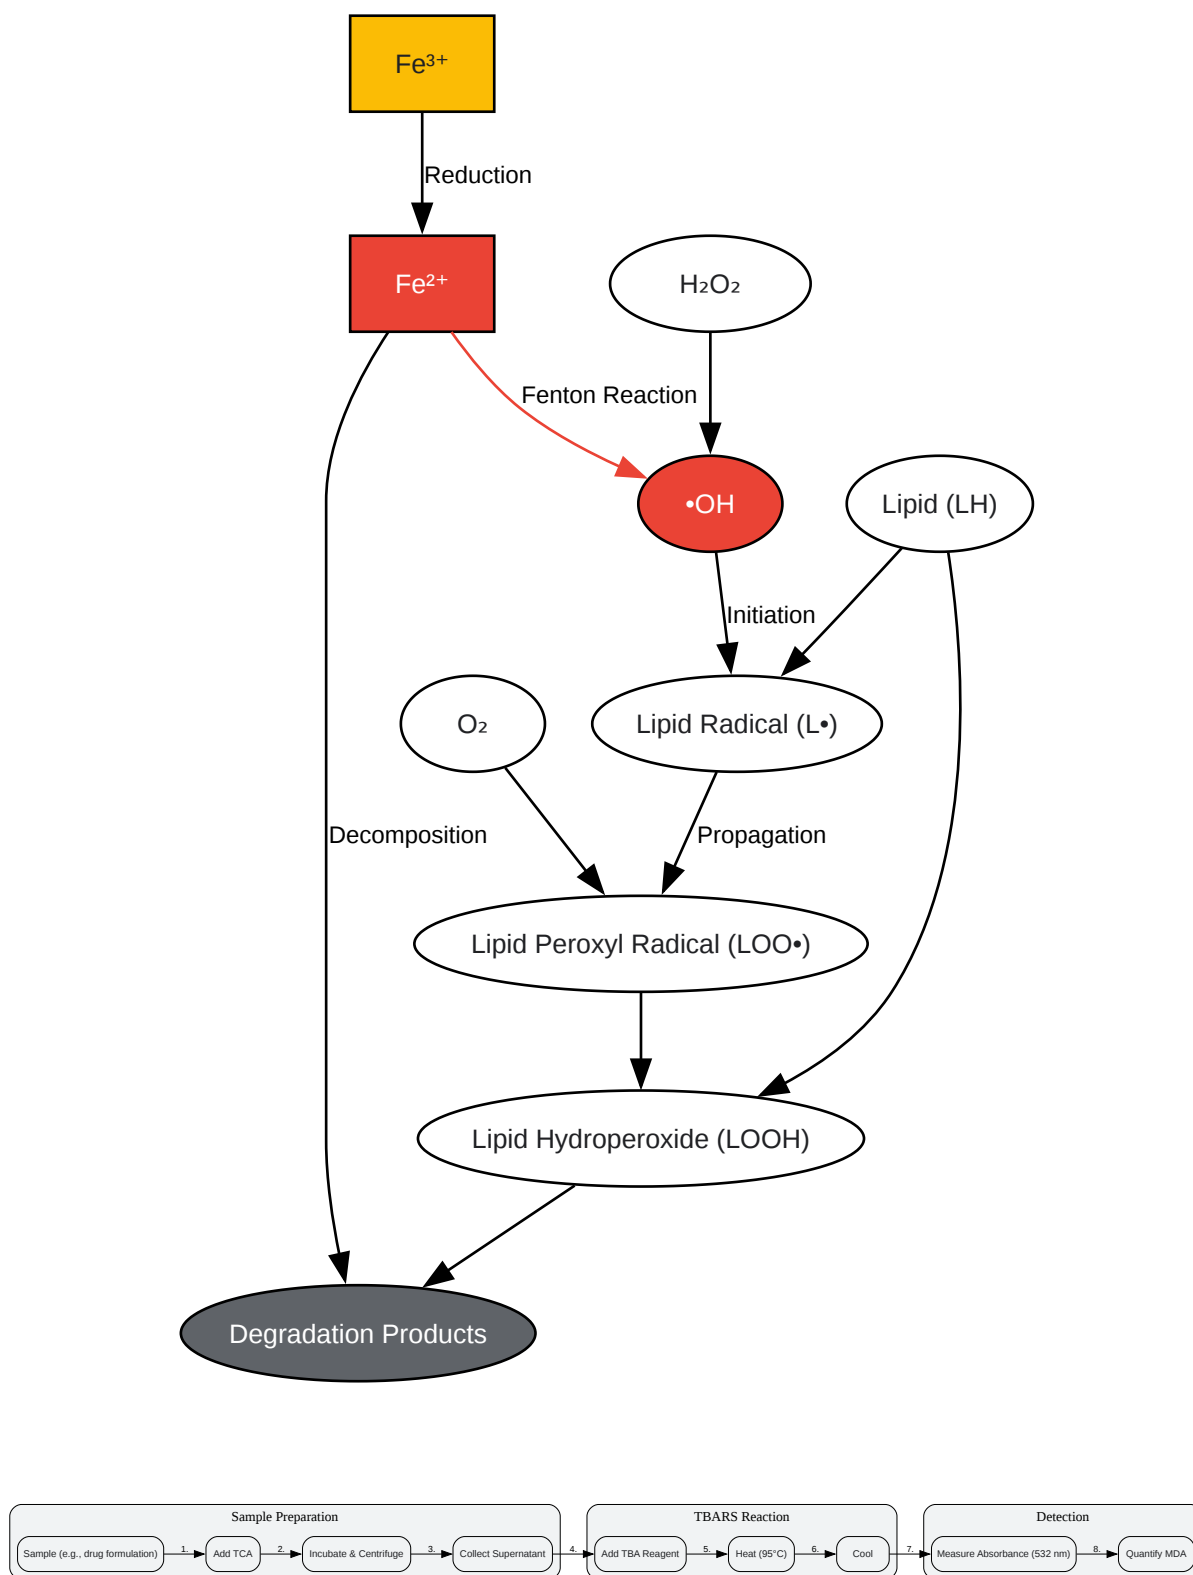 Fe³⁺
Reduction
Fe²⁺
H₂O₂
Fenton Reaction
•OH
Lipid (LH)
Initiation
O₂
Lipid Radical (L•)
Decomposition
Propagation
Lipid Peroxyl Radical (LOO•)
Lipid Hydroperoxide (LOOH)
Degradation Products
Sample Preparation
Sample (e.g., drug formulation)
1.
Add TCA
2.
Incubate & Centrifuge
3.
Collect Supernatant
4.
TBARS Reaction
Add TBA Reagent
5.
Heat (95°C)
6.
Cool
7.
Detection
Measure Absorbance (532 nm)
8.
Quantify MDA